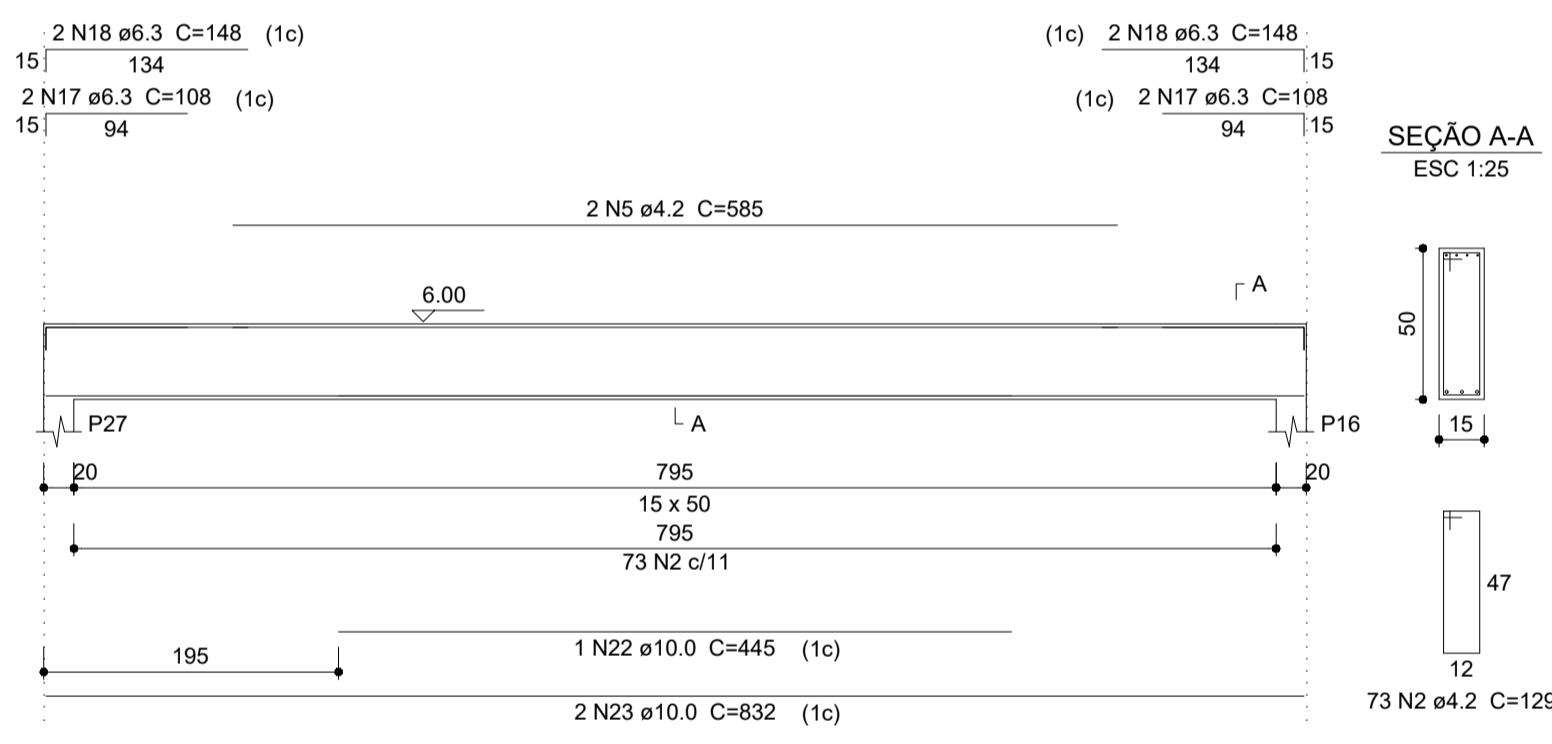 2 N18 ø6.3 C=148 (1c)
15
134
2 N17 ø6.3 C=108 (1c)
15
94
(1c) 2 N18 ø6.3 C=148
134
15
(1c) 2 N17 ø6.3 C=108
94
15
SEÇÃO A-A
ESC 1:25
2 N5 ø4.2 C=585
6.00
A
50
15
P27
A
P16
20
795
20
15 x 50
795
73 N2 c/11
47
12
73 N2 ø4.2 C=129
195
1 N22 ø10.0 C=445 (1c)
2 N23 ø10.0 C=832 (1c)